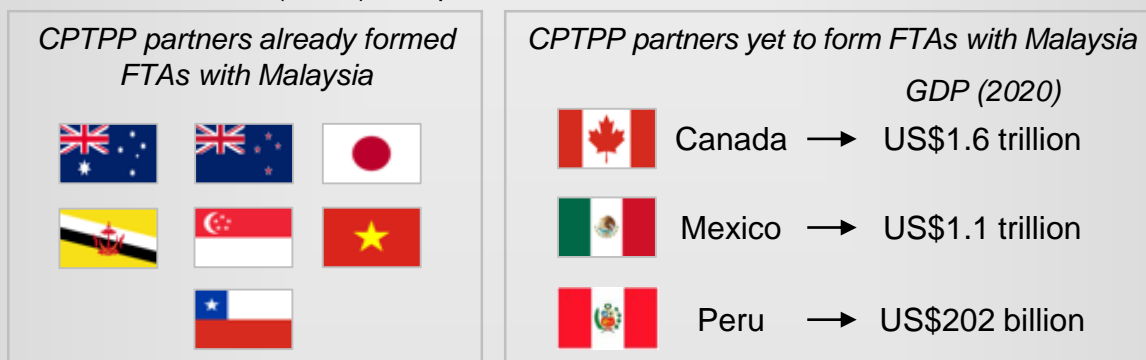 CPTPP partners already formed
FTAs with Malaysia
CPTPP partners yet to form FTAs with Malaysia
GDP (2020)
Canada → US$1.6 trillion
Mexico → US$1.1 trillion
Peru → US$202 billion